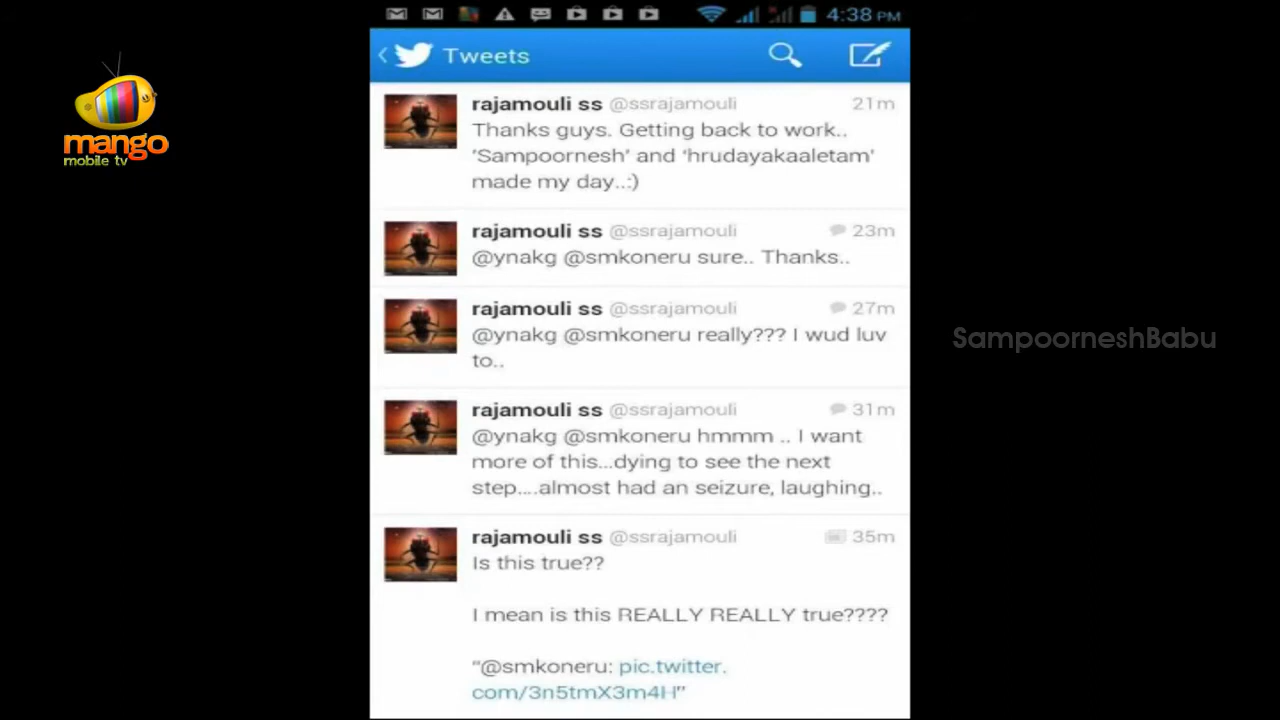 4:38 PM
Tweets
mango
mobile tv
rajamouli ss @ssrajamouli 21m
Thanks guys. Getting back to work..
'Sampoornesh' and 'hrudayakaaletam'
made my day..:)
rajamouli ss @ssrajamouli 23m
@ynakg @smkoneru sure.. Thanks..
rajamouli ss @ssrajamouli 27m
@ynakg @smkoneru really??? I wud luv
to..
SampoorneshBabu
rajamouli ss @ssrajamouli 31m
@ynakg @smkoneru hmmm .. I want
more of this...dying to see the next
step....almost had an seizure, laughing..
rajamouli ss @ssrajamouli 35m
Is this true??
I mean is this REALLY REALLY true????
"@smkoneru: pic.twitter.
com/3n5tmX3m4H"